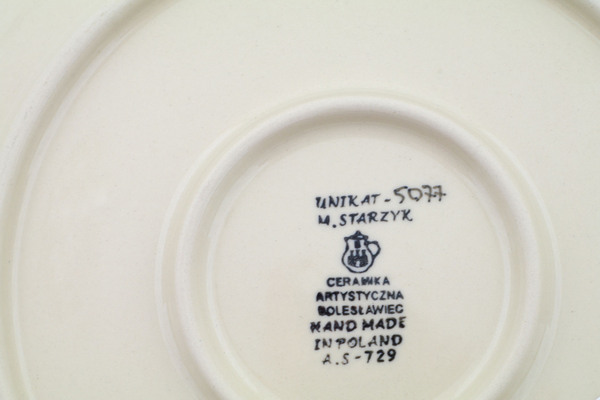 UNIKAT-5077
M. STARZYK
CERAMIKA
ARTYSTYCZNA
BOLESŁAWIEC
HAND MADE
IN POLAND
A.S-729